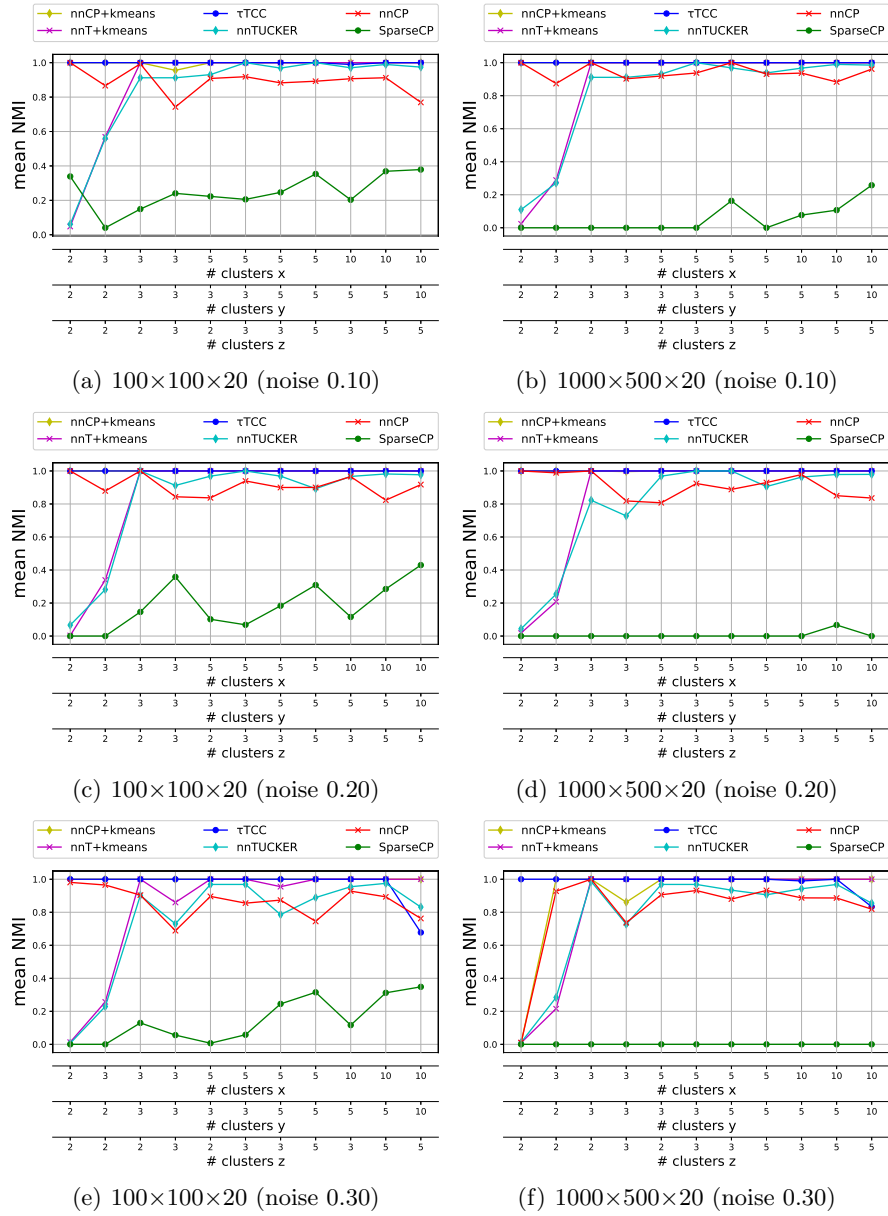 nnCP+kmeans τTCC nnCP
nnT+kmeans nnTUCKER SparseCP
mean NMI
1.0
0.8
0.6
0.4
0.2
0.0
2 3 3 3 5 5 5 5 10 10 10
# clusters x
2 2 3 3 3 3 5 5 5 5 10
# clusters y
2 2 2 3 2 3 3 5 3 5 5
# clusters z
(a) 100×100×20 (noise 0.10)
nnCP+kmeans τTCC nnCP
nnT+kmeans nnTUCKER SparseCP
mean NMI
1.0
0.8
0.6
0.4
0.2
0.0
2 3 3 3 5 5 5 5 10 10 10
# clusters x
2 2 3 3 3 3 5 5 5 5 10
# clusters y
2 2 2 3 2 3 3 5 3 5 5
# clusters z
(b) 1000×500×20 (noise 0.10)
nnCP+kmeans τTCC nnCP
nnT+kmeans nnTUCKER SparseCP
mean NMI
1.0
0.8
0.6
0.4
0.2
0.0
2 3 3 3 5 5 5 5 10 10 10
# clusters x
2 2 3 3 3 3 5 5 5 5 10
# clusters y
2 2 2 3 2 3 3 5 3 5 5
# clusters z
(c) 100×100×20 (noise 0.20)
nnCP+kmeans τTCC nnCP
nnT+kmeans nnTUCKER SparseCP
mean NMI
1.0
0.8
0.6
0.4
0.2
0.0
2 3 3 3 5 5 5 5 10 10 10
# clusters x
2 2 3 3 3 3 5 5 5 5 10
# clusters y
2 2 2 3 2 3 3 5 3 5 5
# clusters z
(d) 1000×500×20 (noise 0.20)
nnCP+kmeans τTCC nnCP
nnT+kmeans nnTUCKER SparseCP
mean NMI
1.0
0.8
0.6
0.4
0.2
0.0
2 3 3 3 5 5 5 5 10 10 10
# clusters x
2 2 3 3 3 3 5 5 5 5 10
# clusters y
2 2 2 3 2 3 3 5 3 5 5
# clusters z
(e) 100×100×20 (noise 0.30)
nnCP+kmeans τTCC nnCP
nnT+kmeans nnTUCKER SparseCP
mean NMI
1.0
0.8
0.6
0.4
0.2
0.0
2 3 3 3 5 5 5 5 10 10 10
# clusters x
2 2 3 3 3 3 5 5 5 5 10
# clusters y
2 2 2 3 2 3 3 5 3 5 5
# clusters z
(f) 1000×500×20 (noise 0.30)